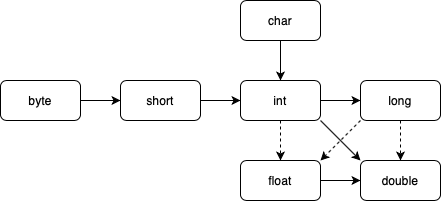 char
byte
short
int
long
float
double